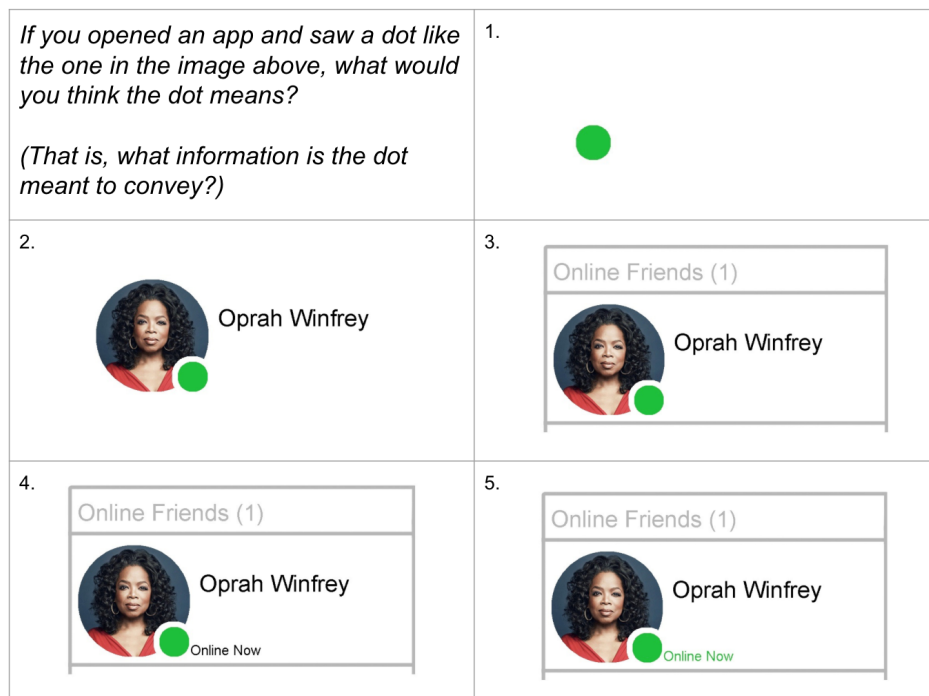 If you opened an app and saw a dot like
the one in the image above, what would
you think the dot means?
(That is, what information is the dot
meant to convey?)
1.
2.
Oprah Winfrey
3.
Online Friends (1)
Oprah Winfrey
4.
Online Friends (1)
Oprah Winfrey
Online Now
5.
Online Friends (1)
Oprah Winfrey
Online Now